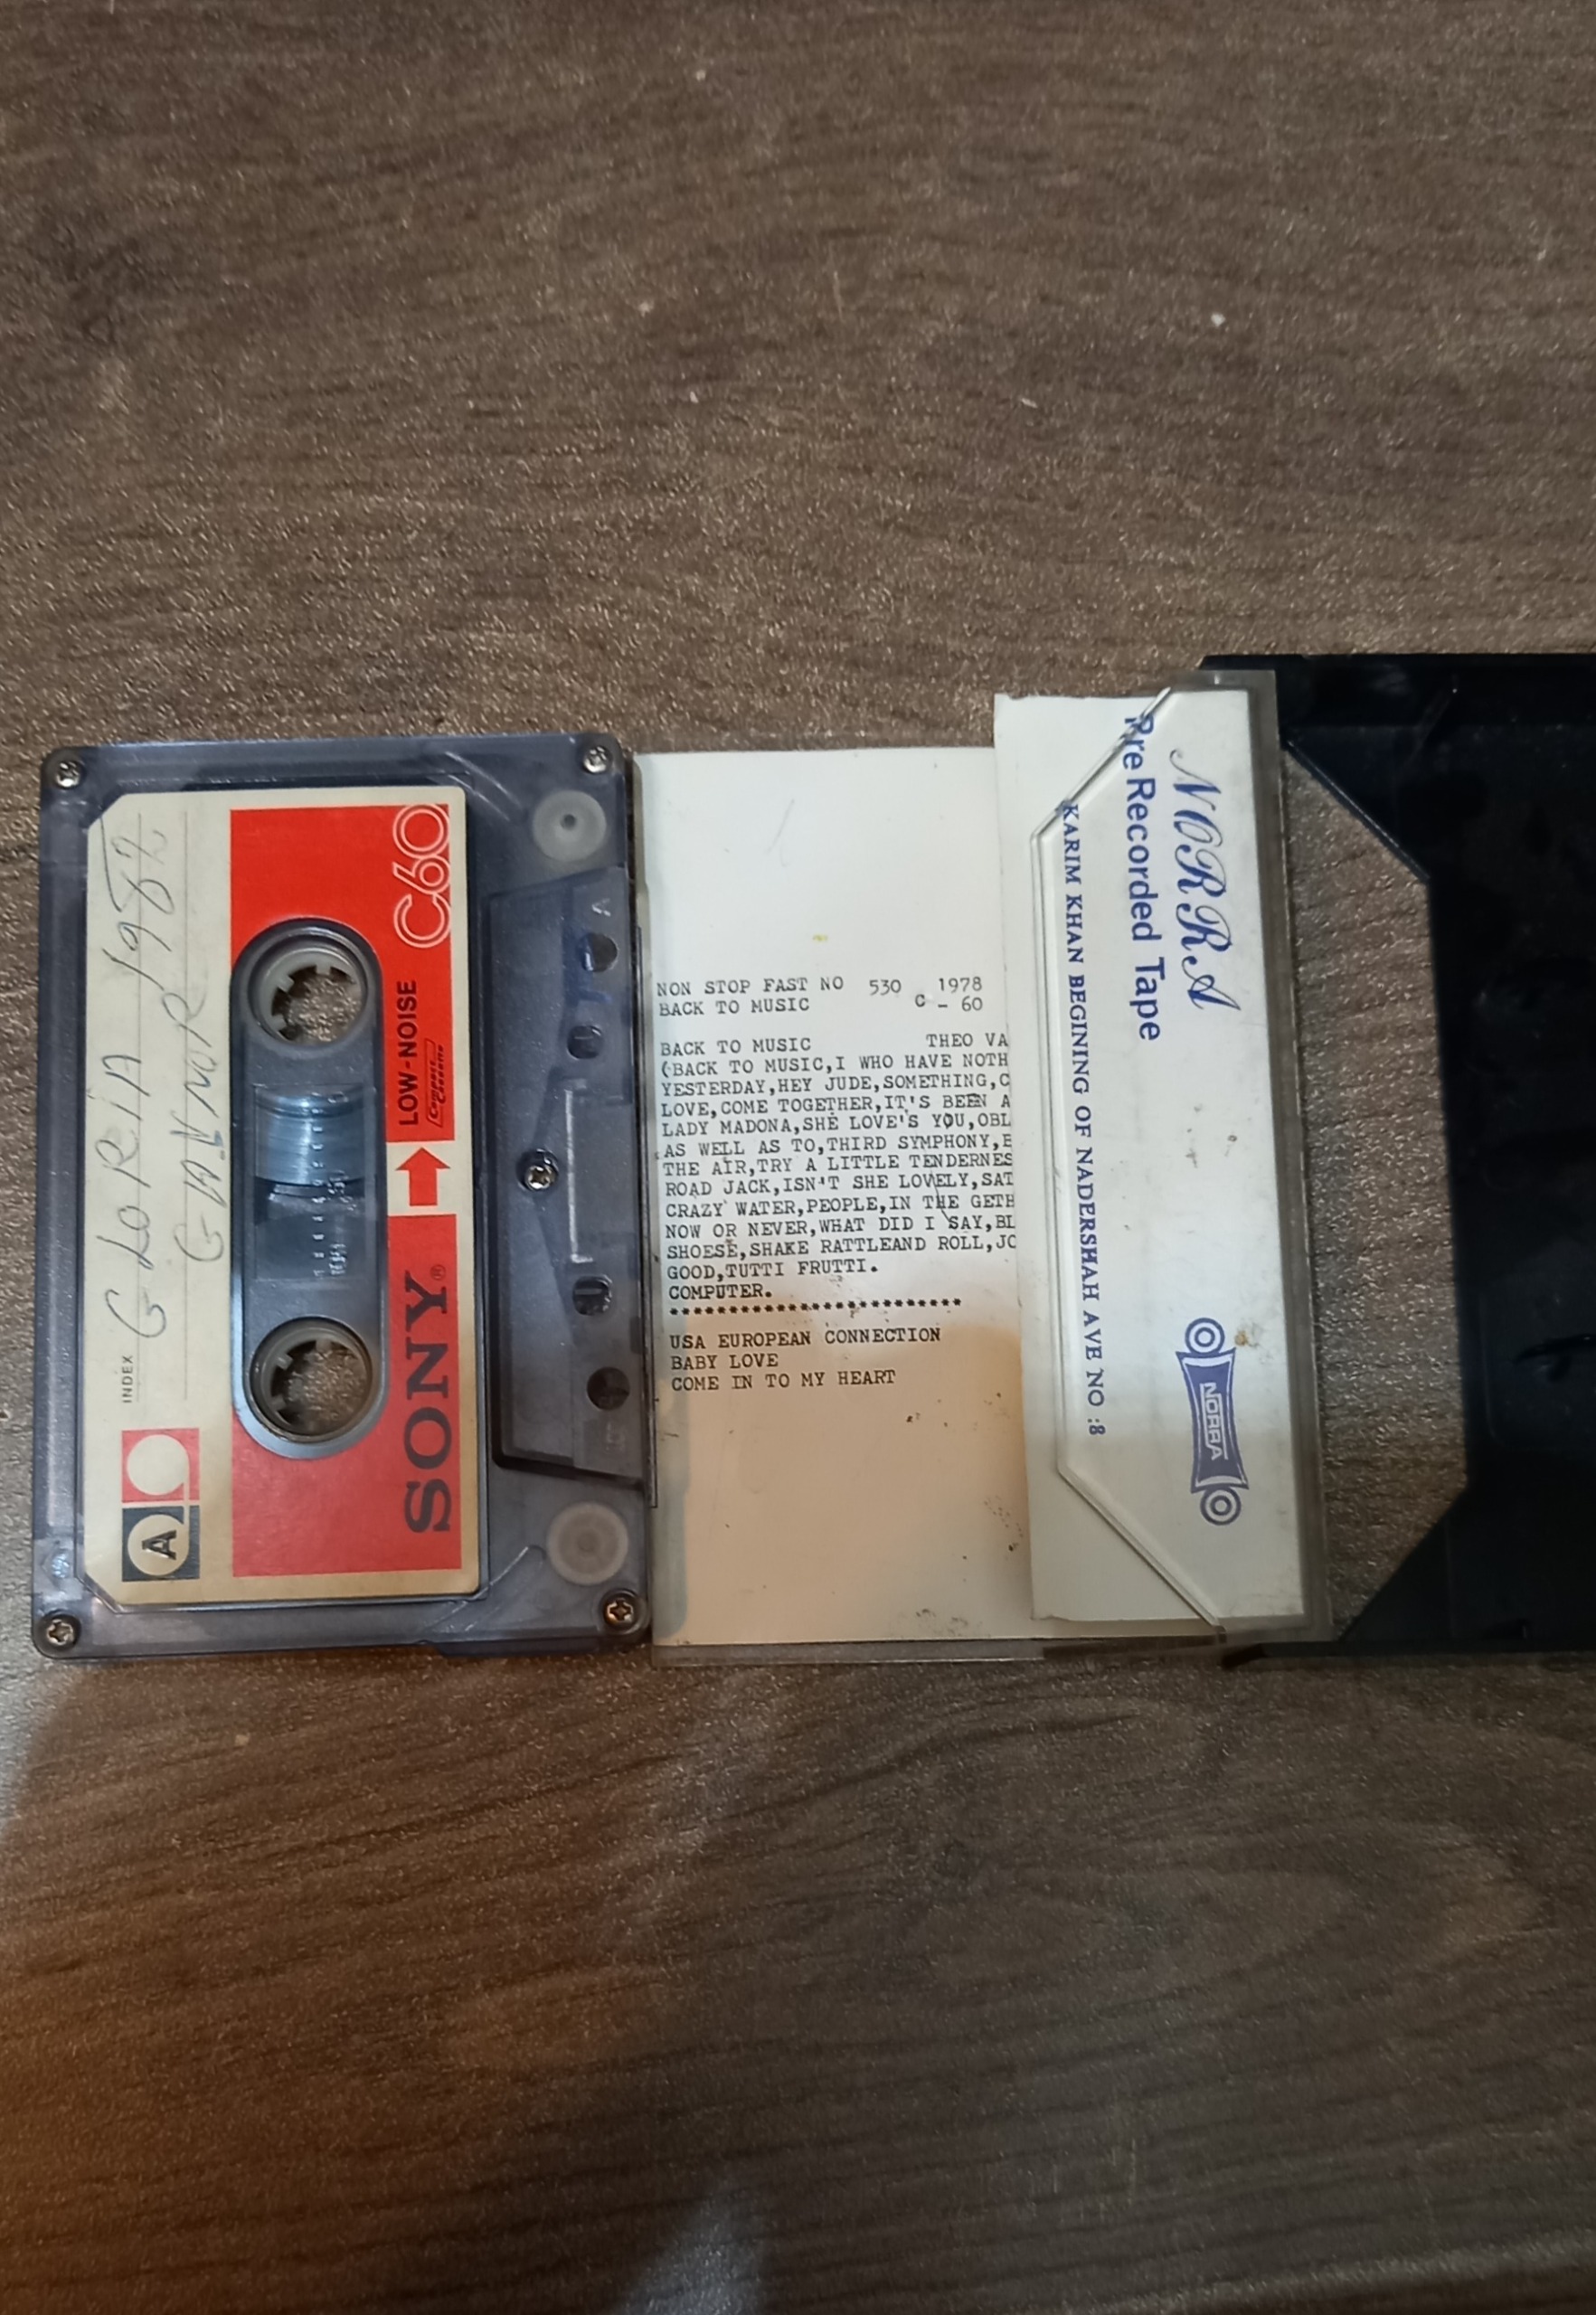 GLORIA 1982
GAINOR
INDEX
A
C60
LOW-NOISE
Compact Cassette
SONY®
NON STOP FAST NO 530 1978
BACK TO MUSIC C - 60
BACK TO MUSIC THEO VA
(BACK TO MUSIC,I WHO HAVE NOTH
YESTERDAY,HEY JUDE,SOMETHING,C
LOVE,COME TOGETHER,IT'S BEEN A
LADY MADONA,SHE LOVE'S YOU,OBL
AS WELL AS TO,THIRD SYMPHONY,E
THE AIR,TRY A LITTLE TENDERNES
ROAD JACK,ISN'T SHE LOVELY,SAT
CRAZY WATER,PEOPLE,IN THE GETH
NOW OR NEVER,WHAT DID I SAY,BL
SHOESE,SHAKE RATTLEAND ROLL,JO
GOOD,TUTTI FRUTTI.
COMPUTER.
*************************
USA EUROPEAN CONNECTION
BABY LOVE
COME IN TO MY HEART
NORRA
Pre Recorded Tape
KARIM KHAN BEGINING OF NADERSHAH AVE NO :8
NORRA